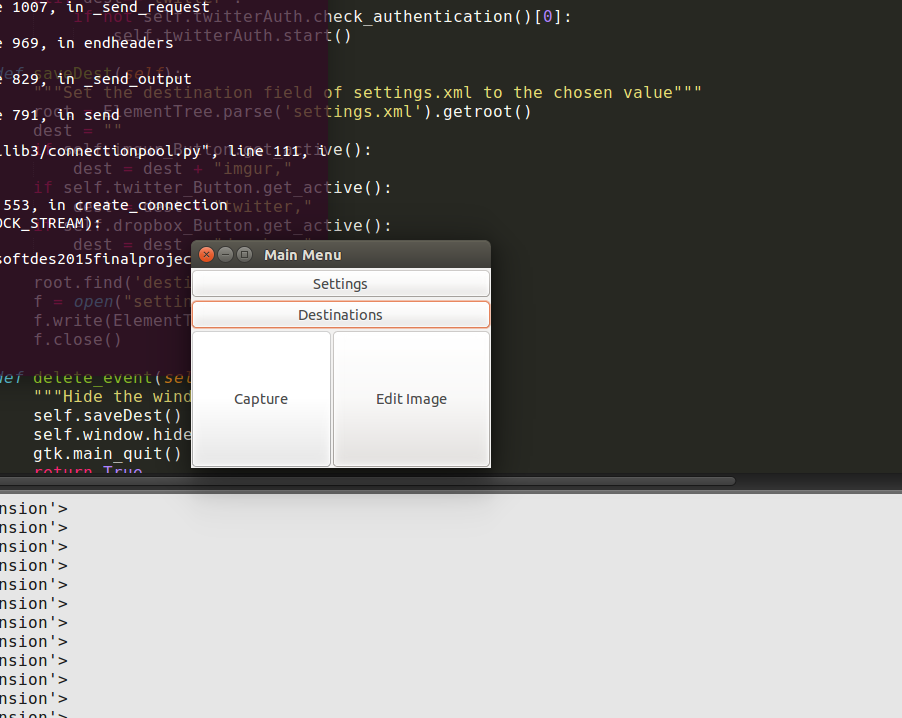 if not self.twitterAuth.check_authentication()[0]:
self.twitterAuth.start()
e 1007, in _send_request
e 969, in endheaders
def saveDest(self):
e 829, in _send_output
"""Set the destination field of settings.xml to the chosen value"""
root = ElementTree.parse('settings.xml').getroot()
e 791, in send
dest = ""
if self.imgur_Button.get_active():
llib3/connectionpool.py", line 111, i
dest = dest + "imgur,"
if self.twitter_Button.get_active():
553, in create_connection
dest = dest + "twitter,"
OCK_STREAM):
if self.dropbox_Button.get_active():
dest = dest
softdes2015finalprojec
root.find('desti
f = open("settin
f.write(ElementT
f.close()
def delete_event(sel
"""Hide the wind
self.saveDest()
self.window.hide
gtk.main_quit()
return True
Main Menu
Settings
Destinations
Capture
Edit Image
nsion'>
nsion'>
nsion'>
nsion'>
nsion'>
nsion'>
nsion'>
nsion'>
nsion'>
nsion'>
nsion'>
nsion'>